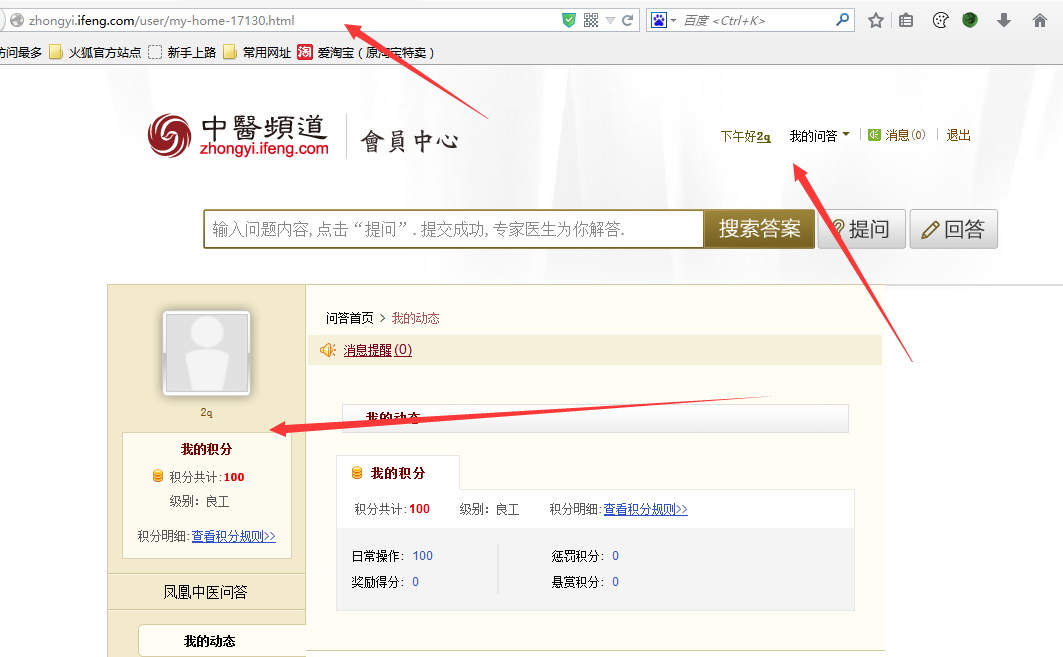 zhongyi.ifeng.com/user/my-home-17130.html
百度 <Ctrl+K>
访问最多 火狐官方站点 新手上路 常用网址 淘 爱淘宝（原淘宝特卖）
中醫頻道
zhongyi.ifeng.com
會員中心
下午好2q 我的问答 消息(0) 退出
输入问题内容,点击“提问”.提交成功,专家医生为你解答.
搜索答案 提问 回答
问答首页 > 我的动态
消息提醒(0)
2q
我的动态
我的积分
积分共计:100
级别：良工
积分明细:查看积分规则>>
我的积分
积分共计:100 级别：良工 积分明细:查看积分规则>>
日常操作：100 惩罚积分：0
奖励得分：0 悬赏积分：0
凤凰中医问答
我的动态